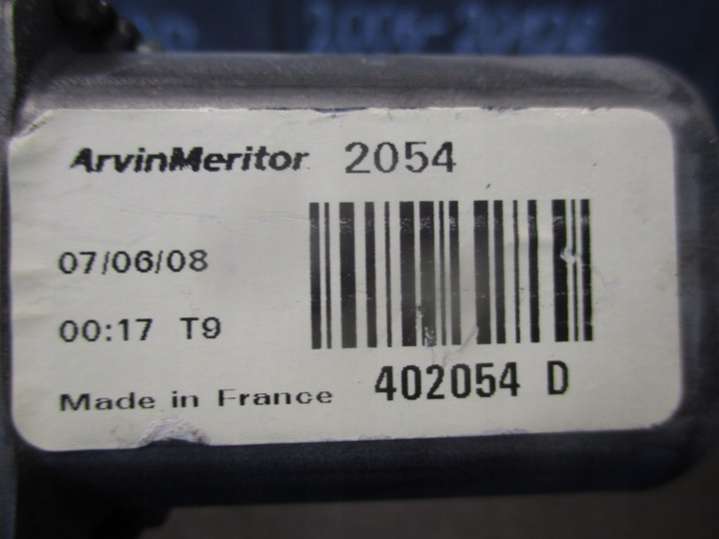 ArvinMeritor 2054
07/06/08
00:17 T9
402054 D
Made in France